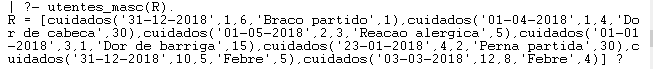 | ?- utentes_masc(R).
R = [cuidados('31-12-2018',1,6,'Braco partido',1),cuidados('01-04-2018',1,4,'Do
r de cabeca',30),cuidados('01-05-2018',2,3,'Reacao alergica',5),cuidados('01-01
-2018',3,1,'Dor de barriga',15),cuidados('23-01-2018',4,2,'Perna partida',30),c
uidados('31-12-2018',10,5,'Febre',5),cuidados('03-03-2018',12,8,'Febre',4)] ?